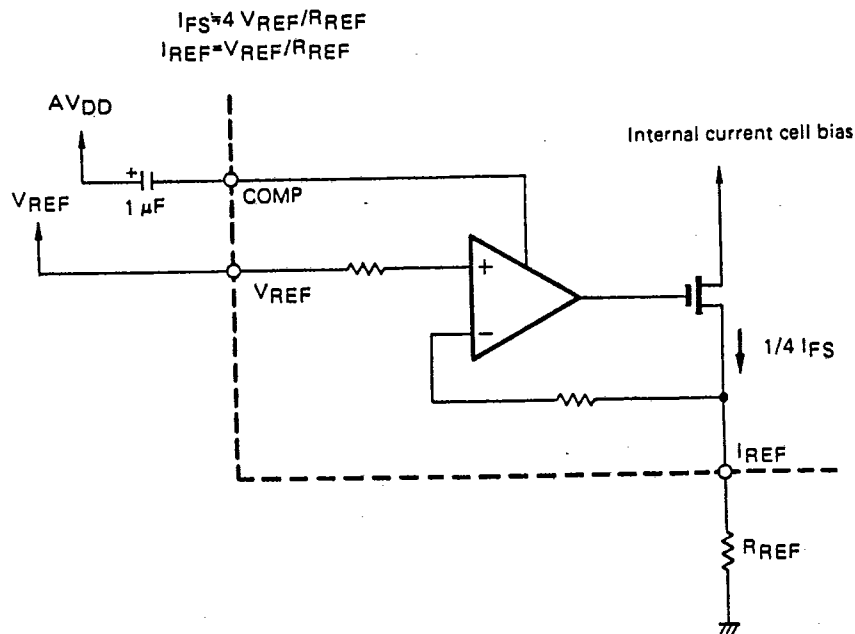 IFS≒4 VREF/RREF
IREF=VREF/RREF
AVDD
Internal current cell bias
+
COMP
VREF
1 μF
VREF
+
−
1/4 IFS
IREF
RREF